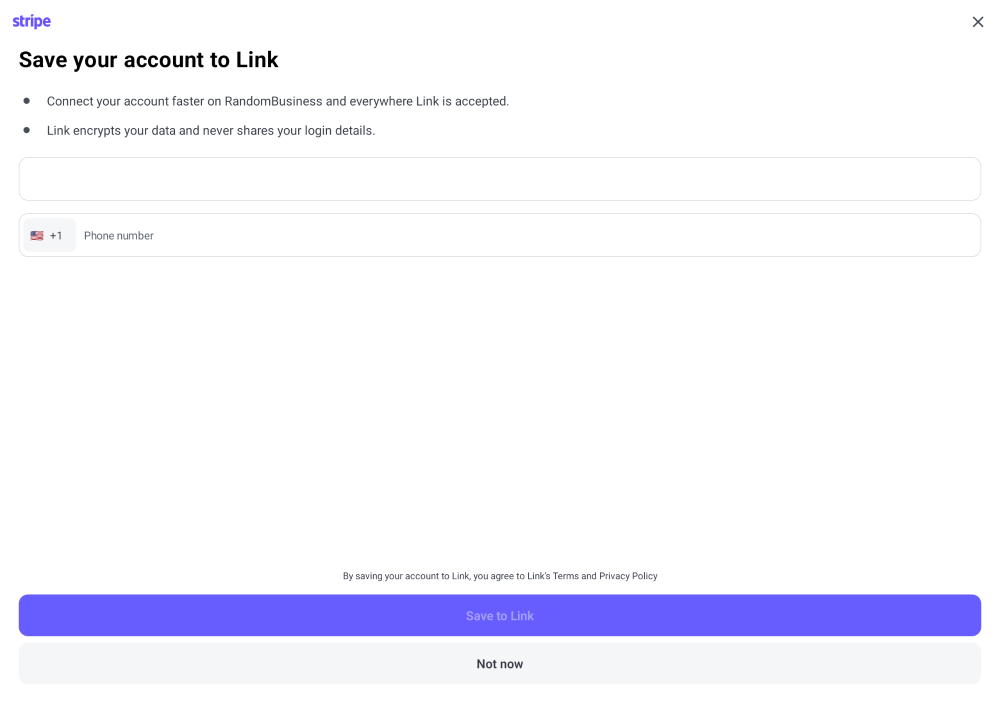 stripe
Save your account to Link
Connect your account faster on RandomBusiness and everywhere Link is accepted.
Link encrypts your data and never shares your login details.
+1 Phone number
By saving your account to Link, you agree to Link's Terms and Privacy Policy
Save to Link
Not now